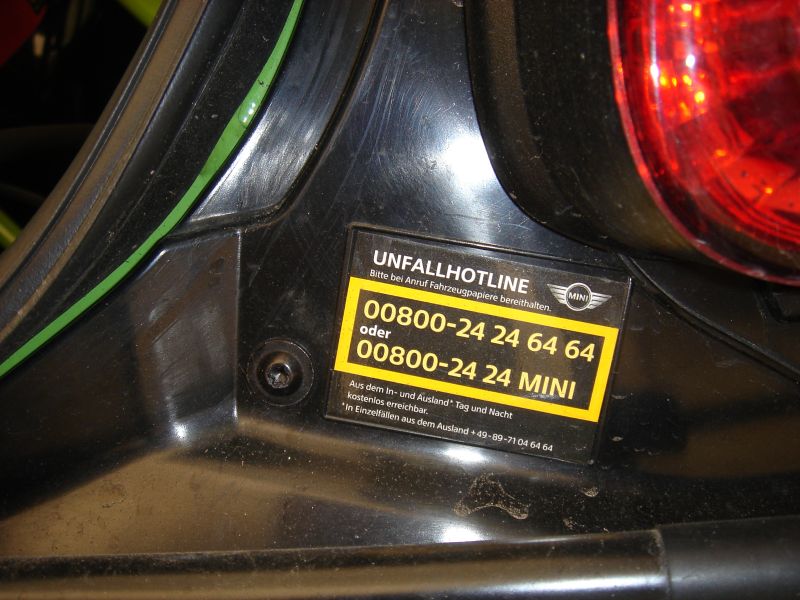 UNFALLHOTLINE
Bitte bei Anruf Fahrzeugpapiere bereithalten.
MINI
00800-24 24 64 64
oder
00800-24 24 MINI
Aus dem In- und Ausland* Tag und Nacht
kostenlos erreichbar.
*In Einzelfällen aus dem Ausland +49-89-71 04 64 64